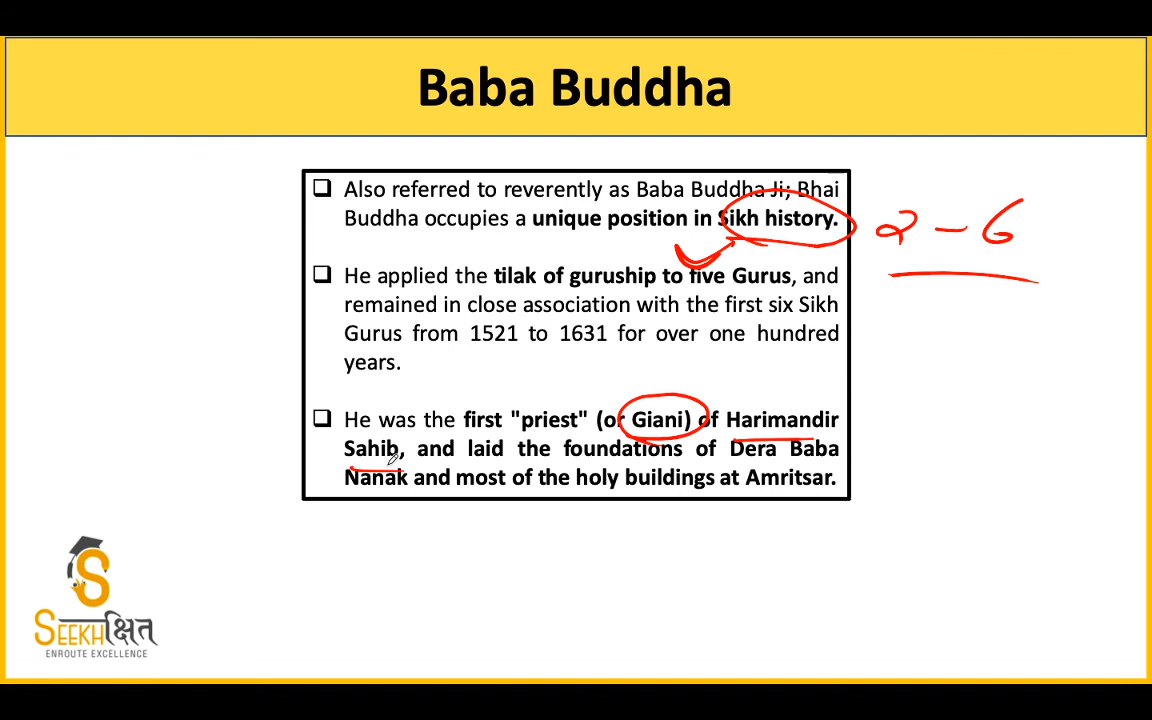 Baba Buddha
Also referred to reverently as Baba Buddha Ji; Bhai
Buddha occupies a unique position in Sikh history.
2 - 6
He applied the tilak of guruship to five Gurus, and
remained in close association with the first six Sikh
Gurus from 1521 to 1631 for over one hundred
years.
He was the first "priest" (or Giani) of Harimandir
Sahib, and laid the foundations of Dera Baba
Nanak and most of the holy buildings at Amritsar.
SEEKHक्षित
ENROUTE EXCELLENCE